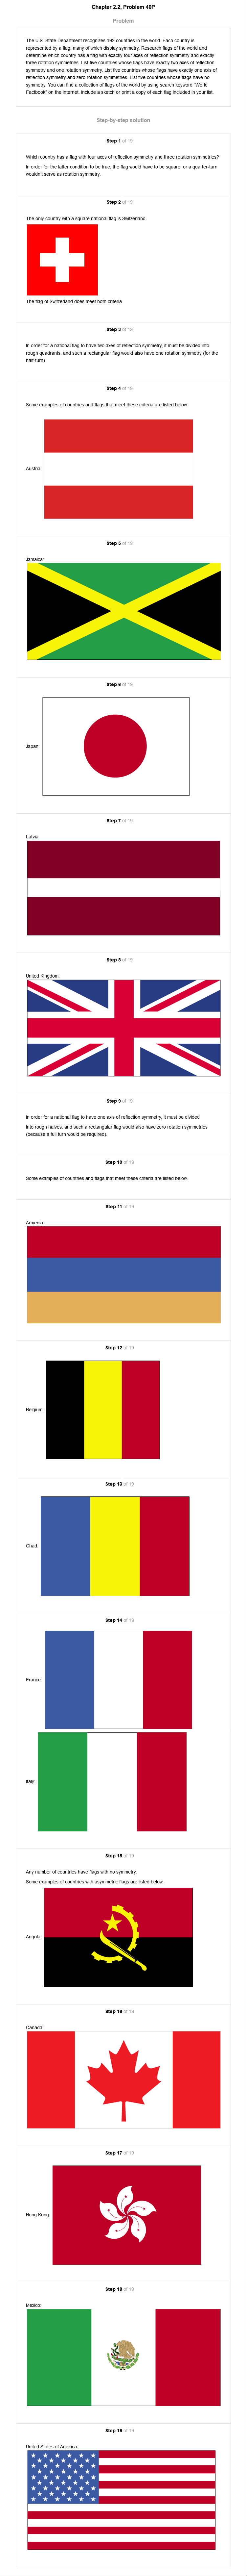 Chapter 2.2, Problem 40P
Problem
The U.S. State Department recognizes 192 countries in the world. Each country is
represented by a flag, many of which display symmetry. Research flags of the world and
determine which country has a flag with exactly four axes of reflection symmetry and exactly
three rotation symmetries. List five countries whose flags have exactly two axes of reflection
symmetry and one rotation symmetry. List five countries whose flags have exactly one axis of
reflection symmetry and zero rotation symmetries. List five countries whose flags have no
symmetry. You can find a collection of flags of the world by using search keyword: "World
Factbook" on the Internet. Include a sketch or print a copy of each flag included in your list.
Step-by-step solution
Step 1 of 19
Which country has a flag with four axes of reflection symmetry and three rotation symmetries?
In order for the latter condition to be true, the flag would have to be square, or a quarter-turn
wouldn't serve as rotation symmetry.
Step 2 of 19
The only country with a square national flag is Switzerland:
The flag of Switzerland does meet both criteria.
Step 3 of 19
In order for a national flag to have two axes of reflection symmetry, it must be divided into
rough quadrants, and such a rectangular flag would also have one rotation symmetry (for the
half-turn)
Step 4 of 19
Some examples of countries and flags that meet these criteria are listed below.
Austria:
Step 5 of 19
Jamaica:
Step 6 of 19
Japan:
Step 7 of 19
Latvia:
Step 8 of 19
United Kingdom:
Step 9 of 19
In order for a national flag to have one axis of reflection symmetry, it must be divided
Into rough halves, and such a rectangular flag would also have zero rotation symmetries
(because a full turn would be required).
Step 10 of 19
Some examples of countries and flags that meet these criteria are listed below.
Step 11 of 19
Armenia:
Step 12 of 19
Belgium:
Step 13 of 19
Chad:
Step 14 of 19
France:
Italy:
Step 15 of 19
Any number of countries have flags with no symmetry.
Some examples of countries with asymmetric flags are listed below.
Angola:
Step 16 of 19
Canada:
Step 17 of 19
Hong Kong:
Step 18 of 19
Mexico:
Step 19 of 19
United States of America: